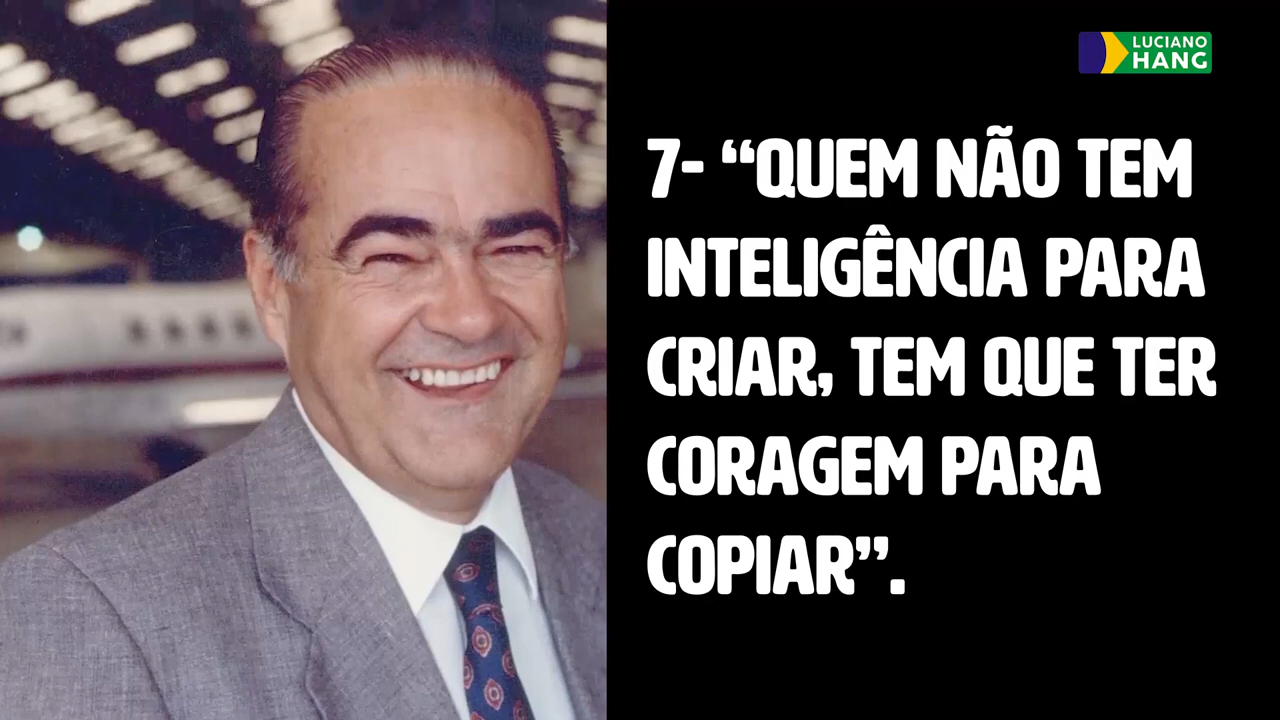 LUCIANO
HANG
7- “QUEM NÃO TEM
INTELIGÊNCIA PARA
CRIAR, TEM QUE TER
CORAGEM PARA
COPIAR”.